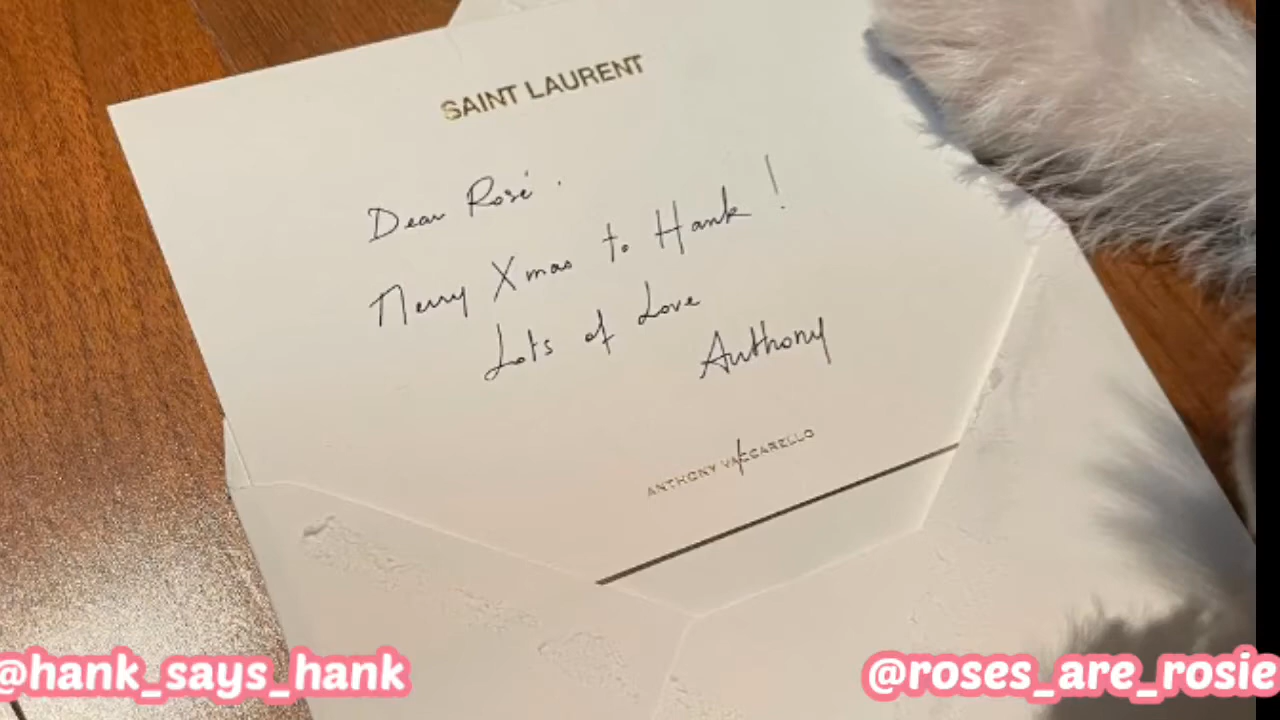 SAINT LAURENT
Dear Rosé.
Merry Xmas to Hank!
Lots of Love
Anthony
ANTHONY VACCARELLO
@hank_says_hank
@roses_are_rosie